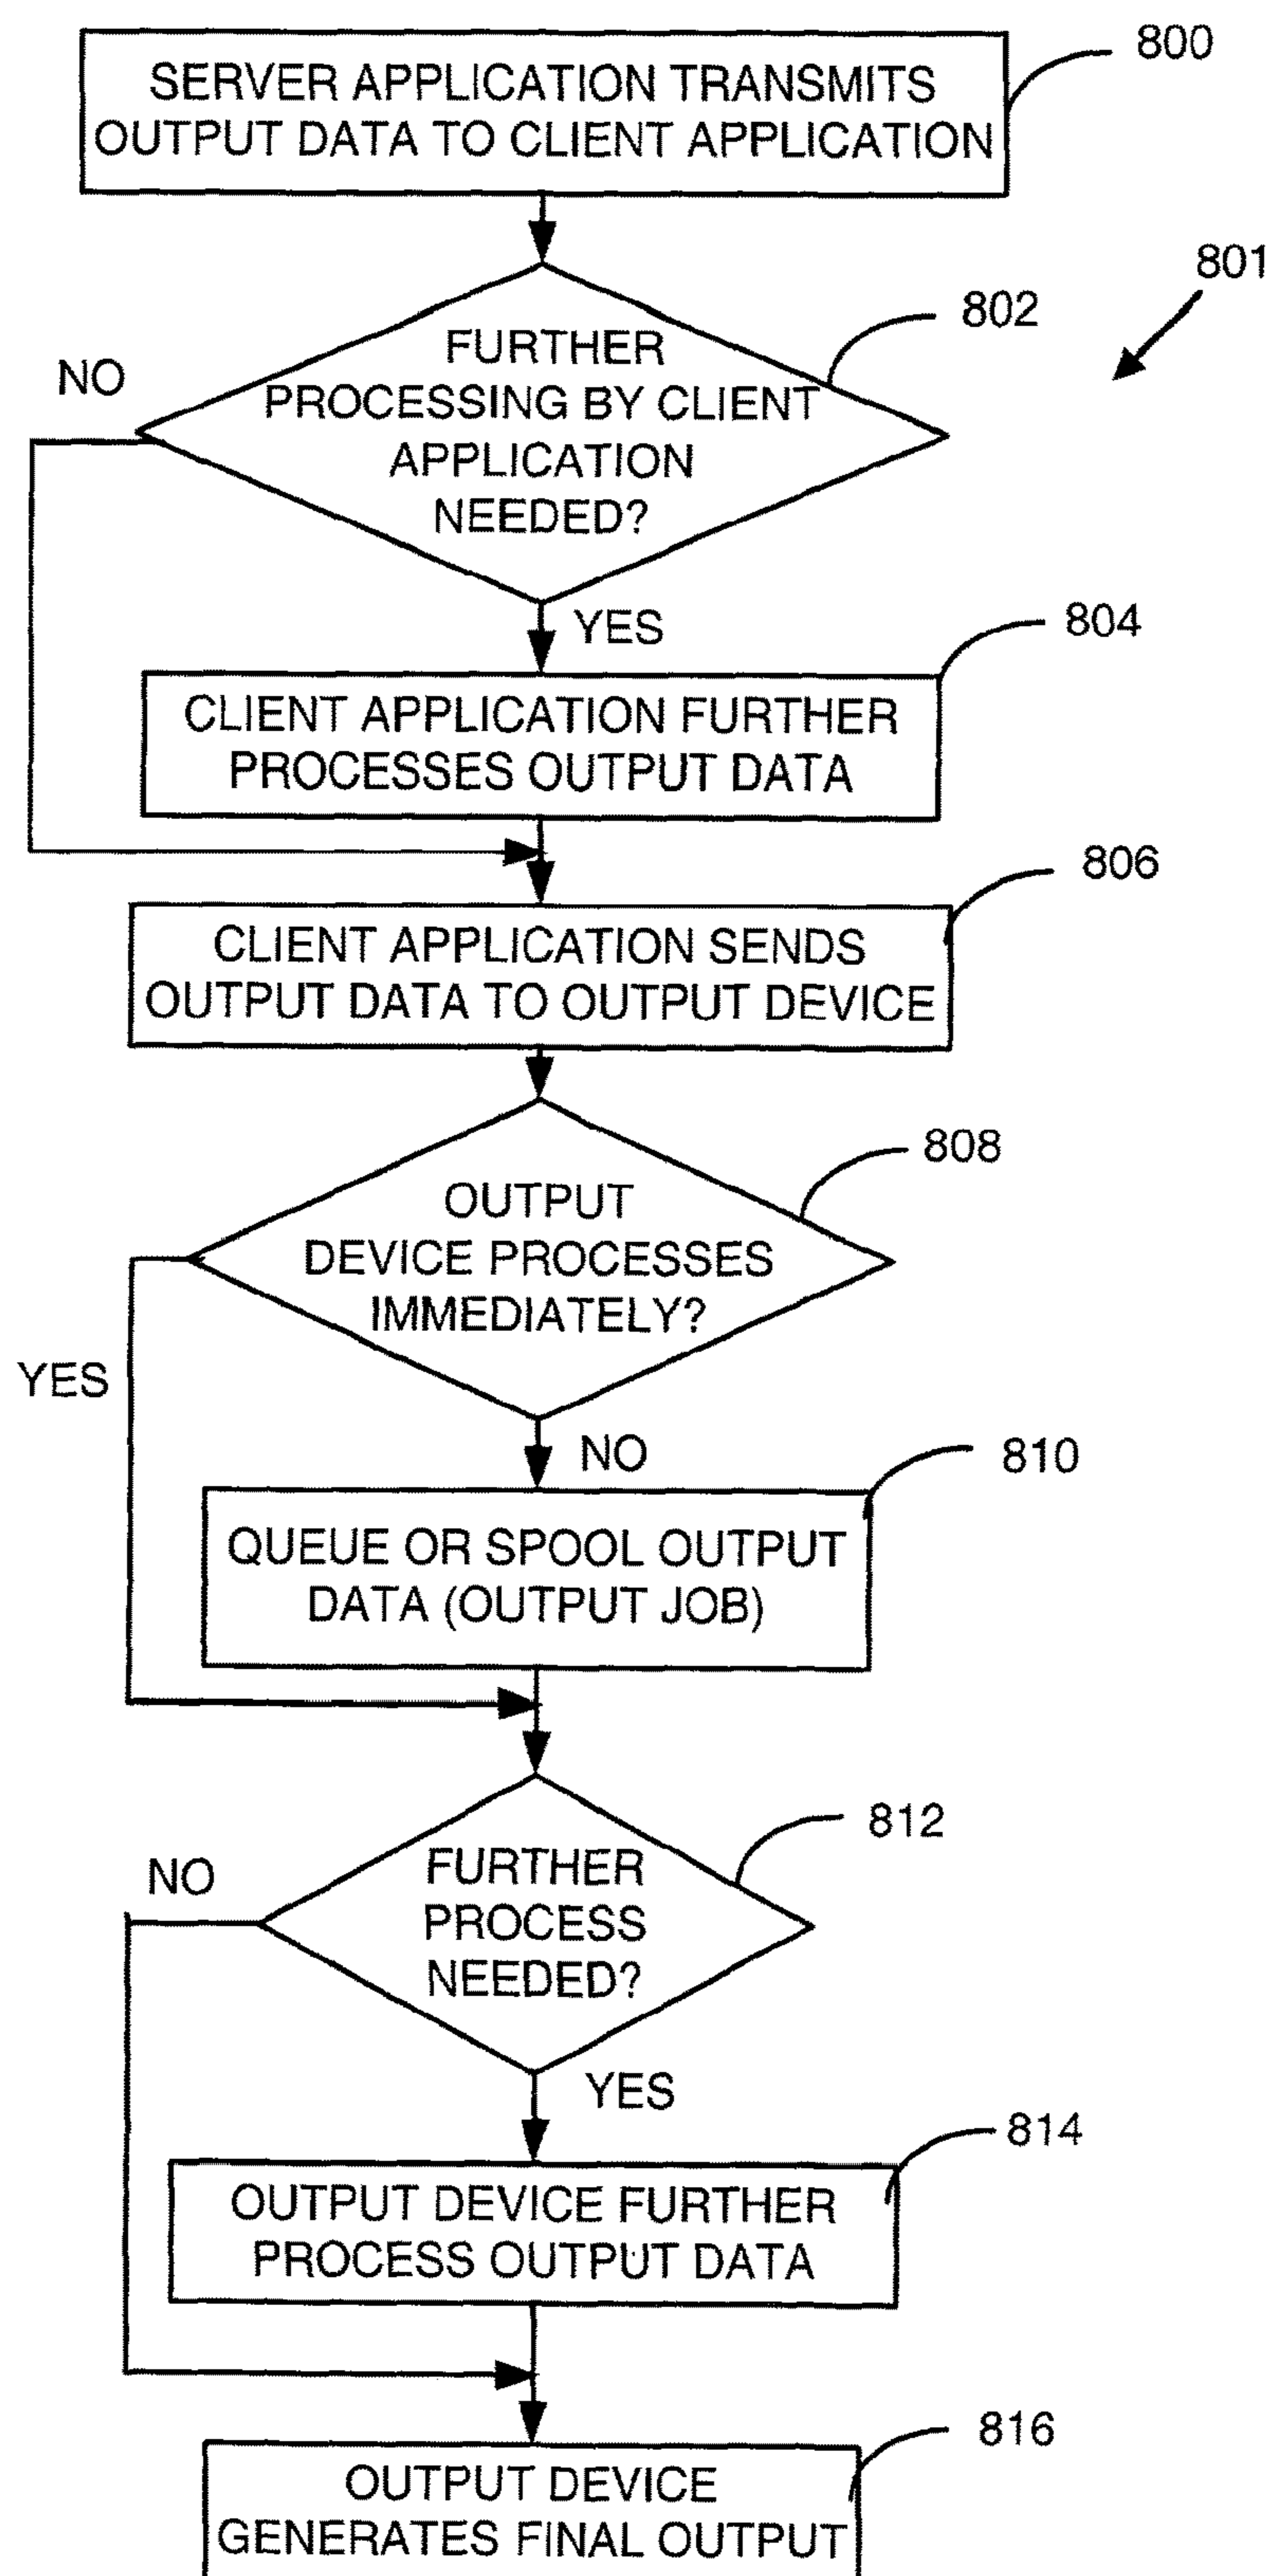 800
SERVER APPLICATION TRANSMITS
OUTPUT DATA TO CLIENT APPLICATION
801
802
NO
FURTHER
PROCESSING BY CLIENT
APPLICATION
NEEDED?
YES
804
CLIENT APPLICATION FURTHER
PROCESSES OUTPUT DATA
806
CLIENT APPLICATION SENDS
OUTPUT DATA TO OUTPUT DEVICE
808
OUTPUT
DEVICE PROCESSES
IMMEDIATELY?
YES
NO
810
QUEUE OR SPOOL OUTPUT
DATA (OUTPUT JOB)
812
NO
FURTHER
PROCESS
NEEDED?
YES
814
OUTPUT DEVICE FURTHER
PROCESS OUTPUT DATA
816
OUTPUT DEVICE
GENERATES FINAL OUTPUT